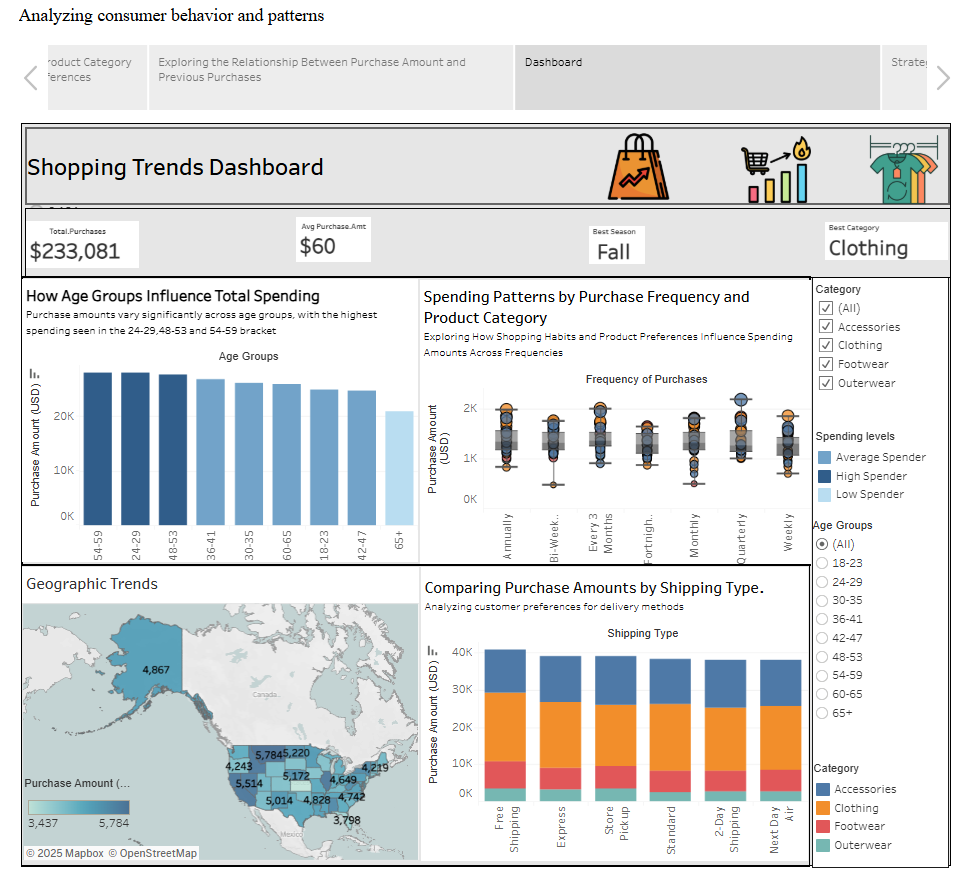 Analyzing consumer behavior and patterns
roduct Category
erences
Exploring the Relationship Between Purchase Amount and
Previous Purchases
Dashboard
Strate
Shopping Trends Dashboard
Total.Purchases
$233,081
Avg Purchase.Amt
$60
Best Season
Fall
Best Category
Clothing
How Age Groups Influence Total Spending
Purchase amounts vary significantly across age groups, with the highest
spending seen in the 24-29,48-53 and 54-59 bracket
Age Groups
Purchase Amount (USD)
20K
10K
0K
54-59
24-29
48-53
36-41
30-35
60-65
18-23
42-47
65+
Spending Patterns by Purchase Frequency and
Product Category
Exploring How Shopping Habits and Product Preferences Influence Spending
Amounts Across Frequencies
Frequency of Purchases
Purchase Amount
(USD)
2K
1K
0K
Annually
Bi-Week..
Every 3
Months
Fortnigh..
Monthly
Quarterly
Weekly
Category
(All)
Accessories
Clothing
Footwear
Outerwear
Spending levels
Average Spender
High Spender
Low Spender
Age Groups
(All)
18-23
24-29
30-35
36-41
42-47
48-53
54-59
60-65
65+
Geographic Trends
4,867
Canada
5,784
5,220
4,243
5,172
4,219
5,514
4,649
5,014
4,828
4,742
3,798
Mexico
Purchase Amount (...
3,437
5,784
© 2025 Mapbox © OpenStreetMap
Comparing Purchase Amounts by Shipping Type.
Analyzing customer preferences for delivery methods
Shipping Type
Purchase Amount (USD)
40K
30K
20K
10K
0K
Free
Shipping
Express
Store
Pickup
Standard
2-Day
Shipping
Next Day
Air
Category
Accessories
Clothing
Footwear
Outerwear